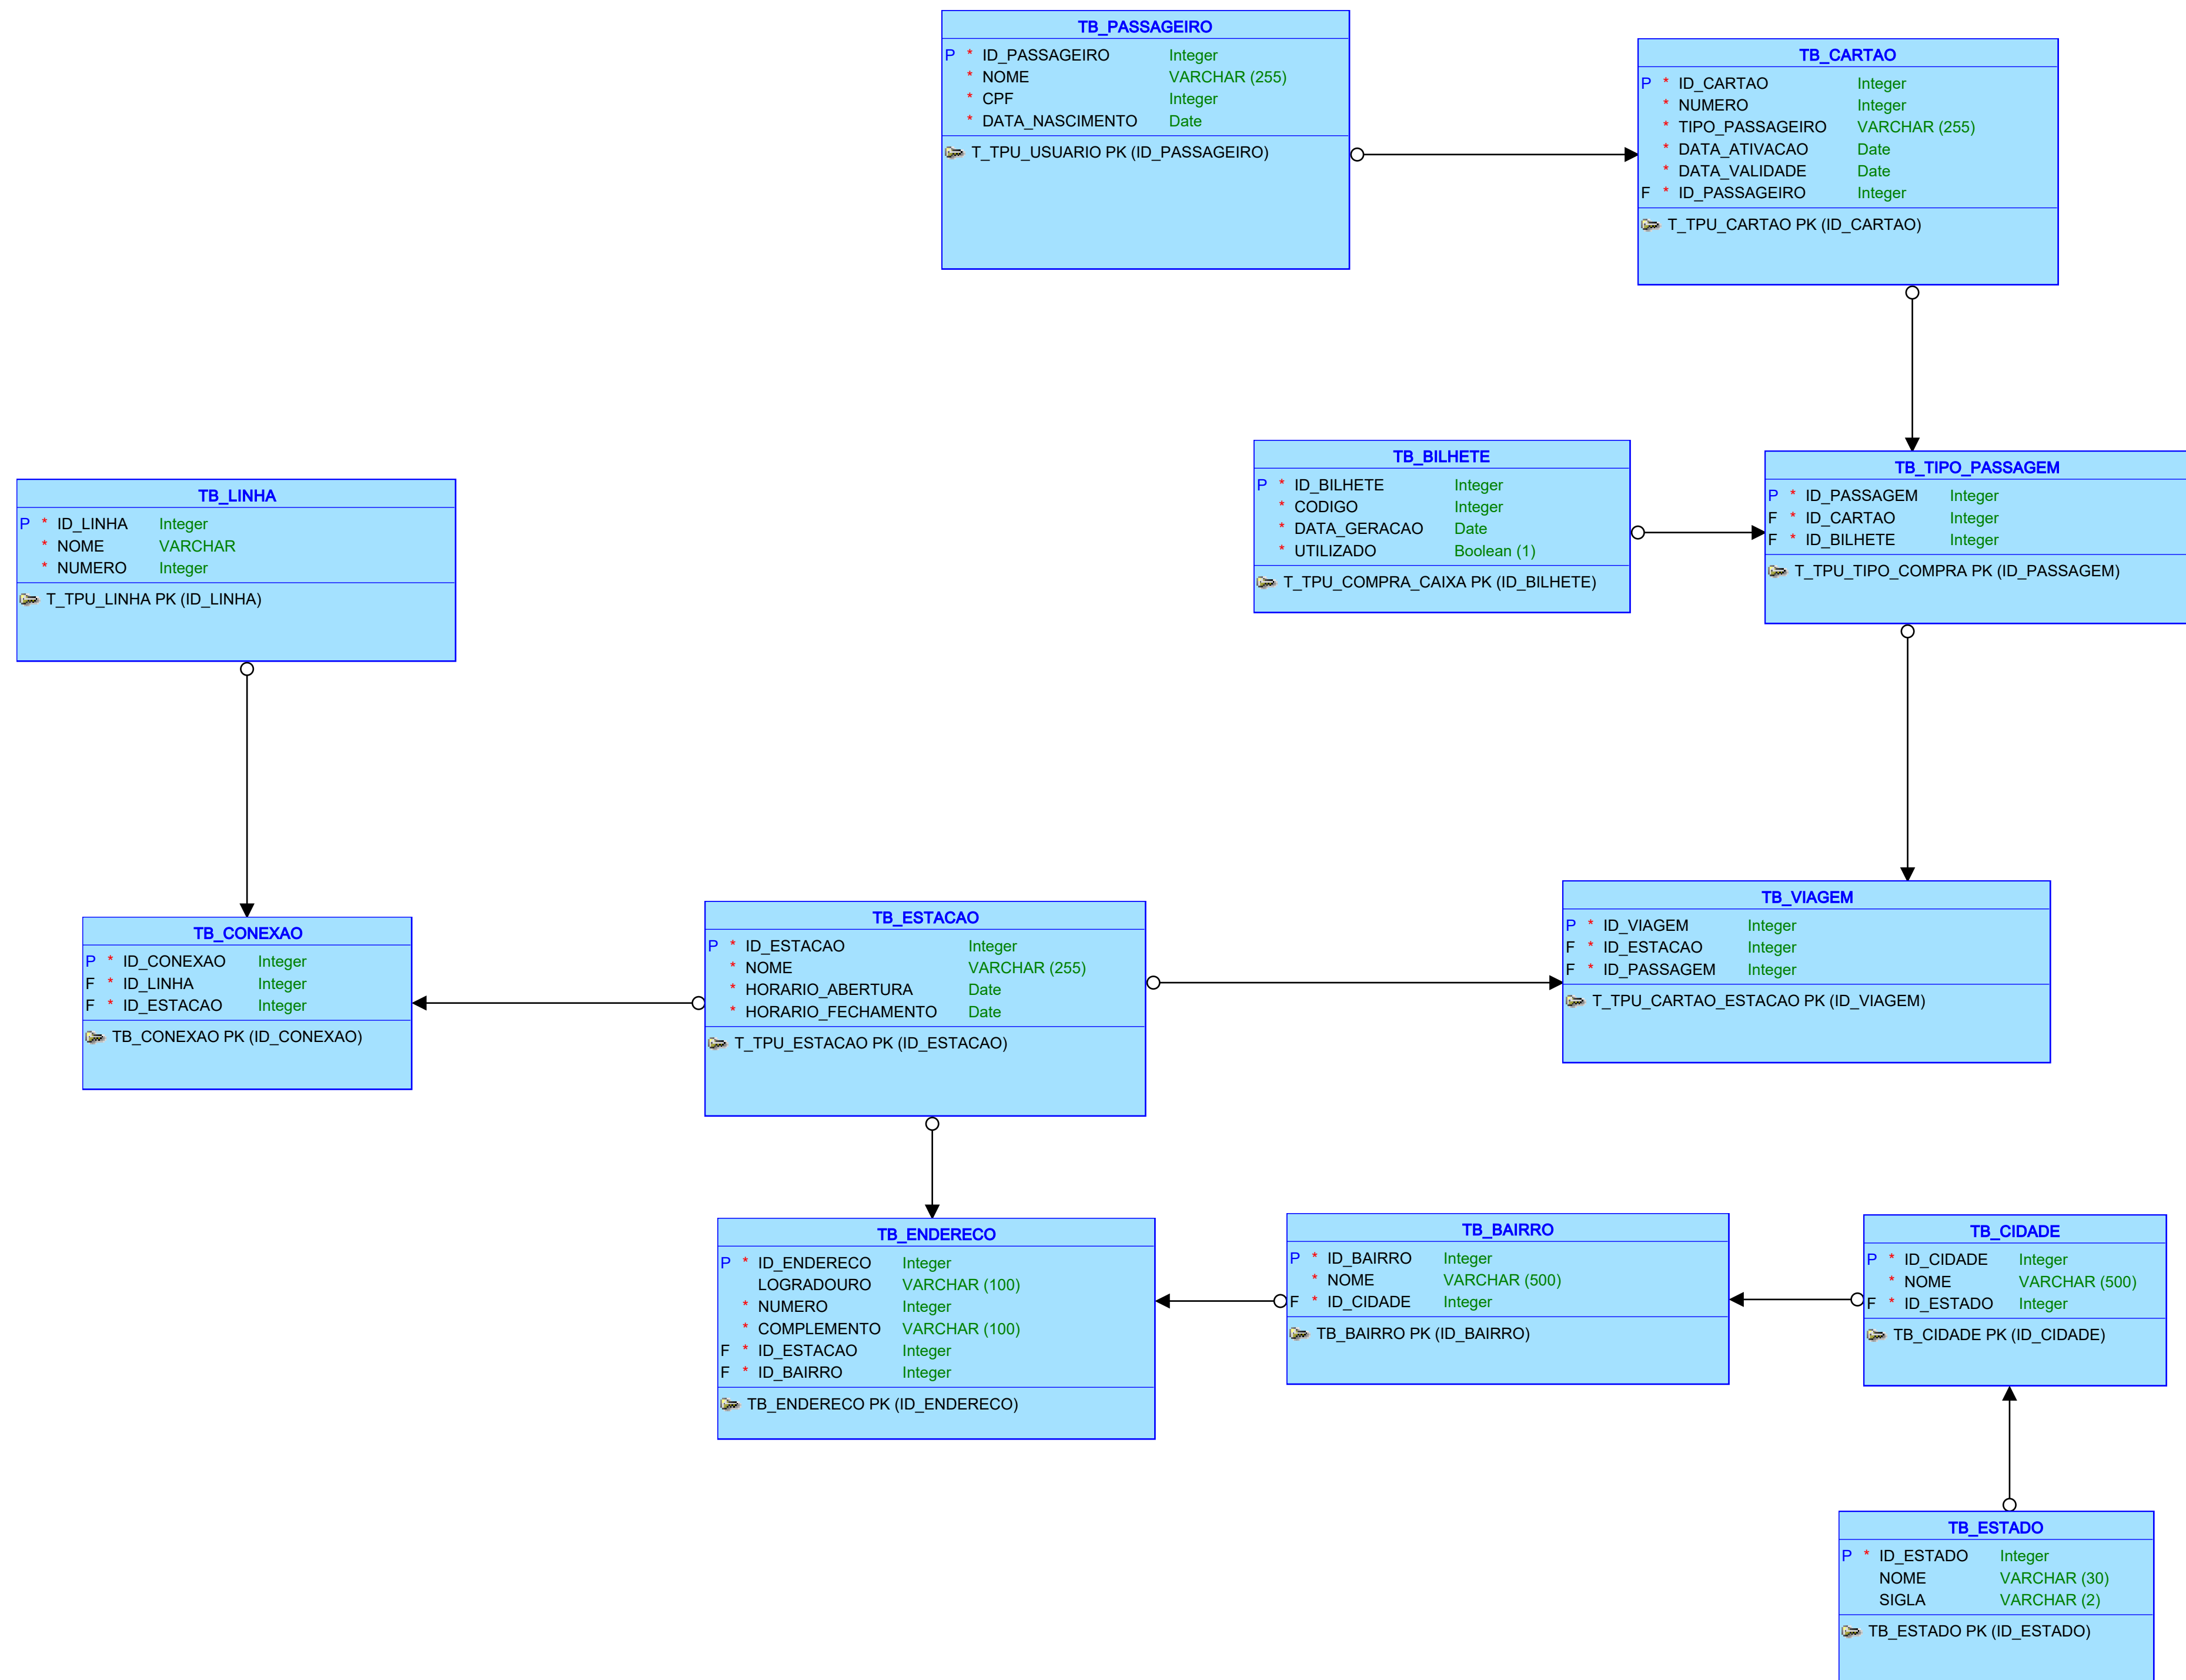 TB_PASSAGEIRO
P * ID_PASSAGEIRO Integer
* NOME VARCHAR (255)
* CPF Integer
* DATA_NASCIMENTO Date
T_TPU_USUARIO PK (ID_PASSAGEIRO)
TB_CARTAO
P * ID_CARTAO Integer
* NUMERO Integer
* TIPO_PASSAGEIRO VARCHAR (255)
* DATA_ATIVACAO Date
* DATA_VALIDADE Date
F * ID_PASSAGEIRO Integer
T_TPU_CARTAO PK (ID_CARTAO)
TB_BILHETE
P * ID_BILHETE Integer
* CODIGO Integer
* DATA_GERACAO Date
* UTILIZADO Boolean (1)
T_TPU_COMPRA_CAIXA PK (ID_BILHETE)
TB_TIPO_PASSAGEM
P * ID_PASSAGEM Integer
F * ID_CARTAO Integer
F * ID_BILHETE Integer
T_TPU_TIPO_COMPRA PK (ID_PASSAGEM)
TB_LINHA
P * ID_LINHA Integer
* NOME VARCHAR
* NUMERO Integer
T_TPU_LINHA PK (ID_LINHA)
TB_CONEXAO
P * ID_CONEXAO Integer
F * ID_LINHA Integer
F * ID_ESTACAO Integer
TB_CONEXAO PK (ID_CONEXAO)
TB_ESTACAO
P * ID_ESTACAO Integer
* NOME VARCHAR (255)
* HORARIO_ABERTURA Date
* HORARIO_FECHAMENTO Date
T_TPU_ESTACAO PK (ID_ESTACAO)
TB_VIAGEM
P * ID_VIAGEM Integer
F * ID_ESTACAO Integer
F * ID_PASSAGEM Integer
T_TPU_CARTAO_ESTACAO PK (ID_VIAGEM)
TB_ENDERECO
P * ID_ENDERECO Integer
LOGRADOURO VARCHAR (100)
* NUMERO Integer
* COMPLEMENTO VARCHAR (100)
F * ID_ESTACAO Integer
F * ID_BAIRRO Integer
TB_ENDERECO PK (ID_ENDERECO)
TB_BAIRRO
P * ID_BAIRRO Integer
* NOME VARCHAR (500)
F * ID_CIDADE Integer
TB_BAIRRO PK (ID_BAIRRO)
TB_CIDADE
P * ID_CIDADE Integer
* NOME VARCHAR (500)
F * ID_ESTADO Integer
TB_CIDADE PK (ID_CIDADE)
TB_ESTADO
P * ID_ESTADO Integer
NOME VARCHAR (30)
SIGLA VARCHAR (2)
TB_ESTADO PK (ID_ESTADO)